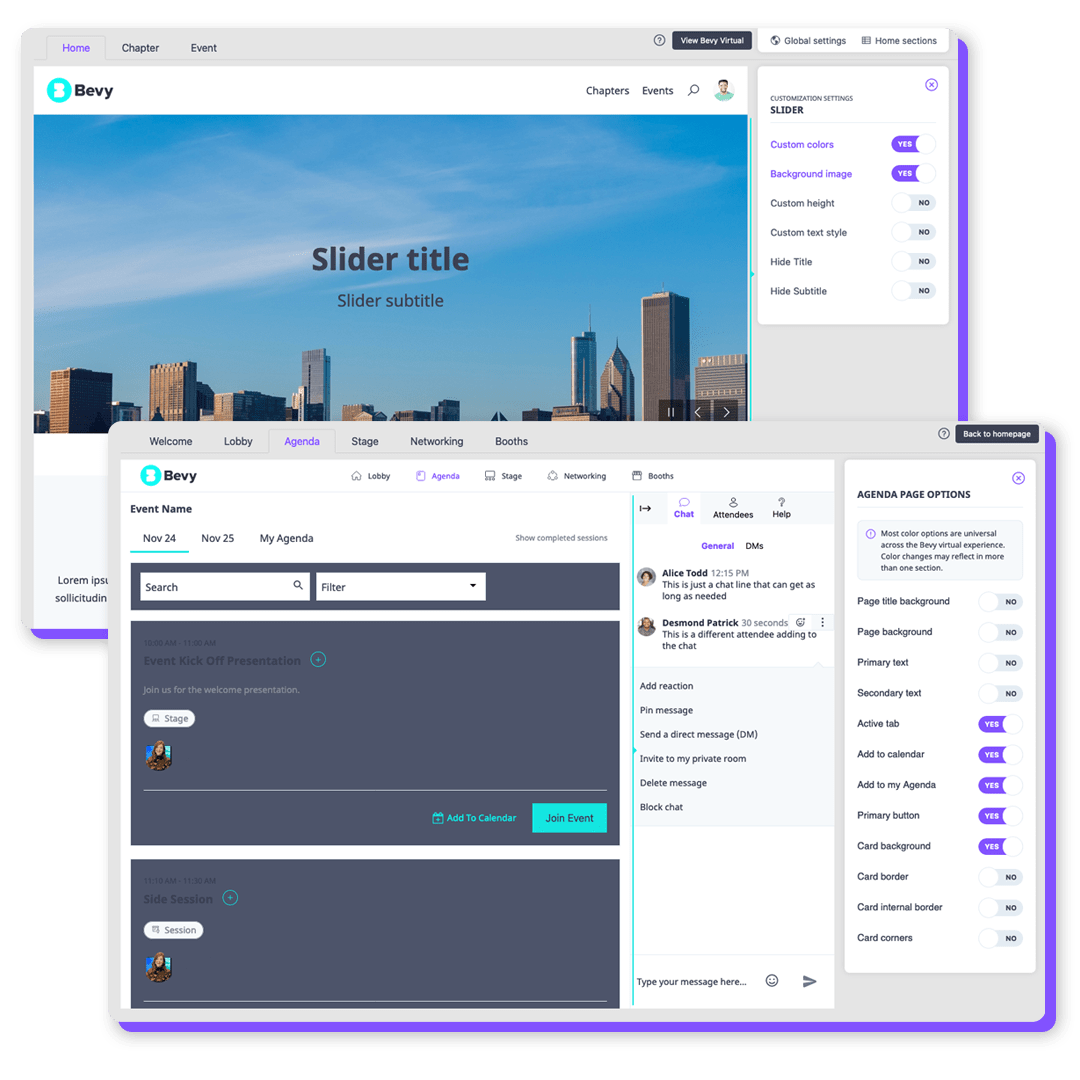 Home
Chapter
Event
View Bevy Virtual
Global settings
Home sections
Bevy
Chapters
Events
Slider title
Slider subtitle
CUSTOMIZATION SETTINGS
SLIDER
Custom colors YES
Background image YES
Custom height NO
Custom text style NO
Hide Title NO
Hide Subtitle NO
Lorem ipsu
sollicitudin
Welcome
Lobby
Agenda
Stage
Networking
Booths
Back to homepage
Bevy
Lobby
Agenda
Stage
Networking
Booths
Event Name
Nov 24
Nov 25
My Agenda
Show completed sessions
Search
Filter
10:00 AM - 11:00 AM
Event Kick Off Presentation
Join us for the welcome presentation.
Stage
Add To Calendar
Join Event
11:10 AM - 11:30 AM
Side Session
Session
Chat
Attendees
Help
General
DMs
Alice Todd 12:15 PM
This is just a chat line that can get as
long as needed
Desmond Patrick 30 seconds
This is a different attendee adding to
the chat
Add reaction
Pin message
Send a direct message (DM)
Invite to my private room
Delete message
Block chat
Type your message here...
AGENDA PAGE OPTIONS
Most color options are universal
across the Bevy virtual experience.
Color changes may reflect in more
than one section.
Page title background NO
Page background NO
Primary text NO
Secondary text NO
Active tab YES
Add to calendar YES
Add to my Agenda YES
Primary button YES
Card background YES
Card border NO
Card internal border NO
Card corners NO